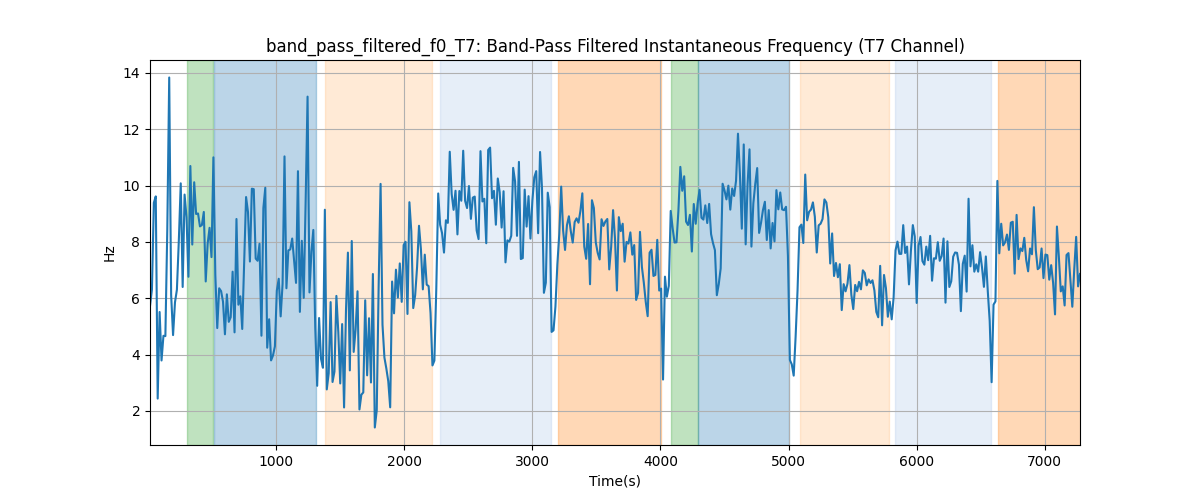 band_pass_filtered_f0_T7: Band-Pass Filtered Instantaneous Frequency (T7 Channel)
14
12
10
8
6
4
2
Hz
1000 2000 3000 4000 5000 6000 7000
Time(s)